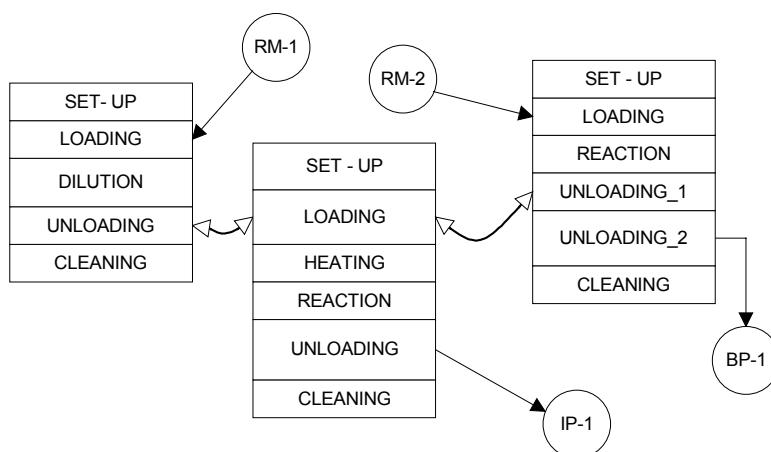 RM-1
RM-2
SET- UP
LOADING
DILUTION
UNLOADING
CLEANING
SET - UP
LOADING
HEATING
REACTION
UNLOADING
CLEANING
SET - UP
LOADING
REACTION
UNLOADING_1
UNLOADING_2
CLEANING
BP-1
IP-1